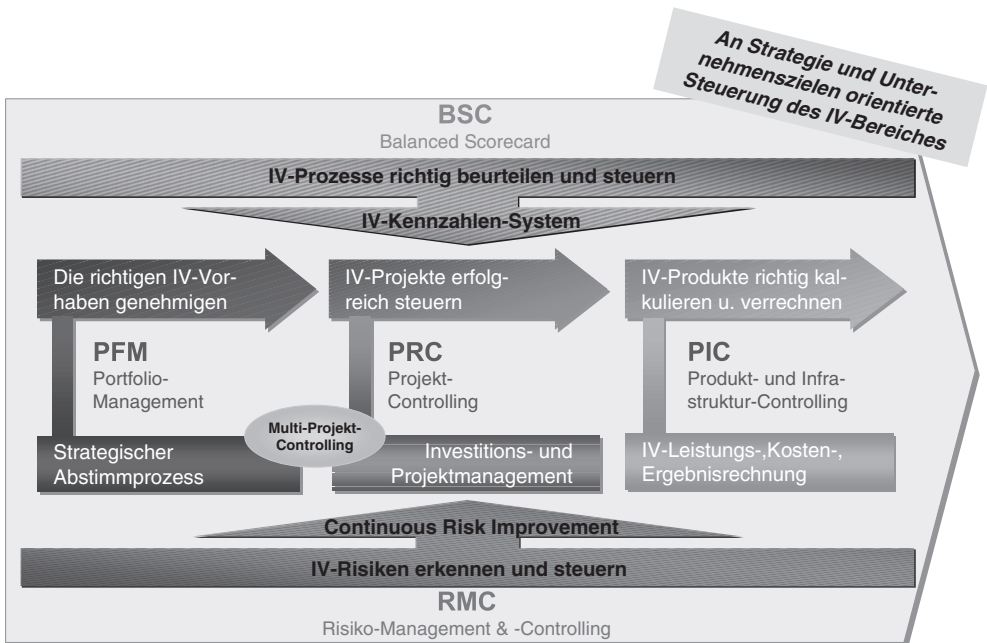 An Strategie und Unter-
nehmenszielen orientierte
Steuerung des IV-Bereiches
BSC
Balanced Scorecard
IV-Prozesse richtig beurteilen und steuern
IV-Kennzahlen-System
Die richtigen IV-Vor-
haben genehmigen
IV-Projekte erfolg-
reich steuern
IV-Produkte richtig kal-
kulieren u. verrechnen
PFM
Portfolio-
Management
PRC
Projekt-
Controlling
PIC
Produkt- und Infra-
struktur-Controlling
Multi-Projekt-
Controlling
Strategischer
Abstimmprozess
Investitions- und
Projektmanagement
IV-Leistungs-,Kosten-,
Ergebnisrechnung
Continuous Risk Improvement
IV-Risiken erkennen und steuern
RMC
Risiko-Management & -Controlling